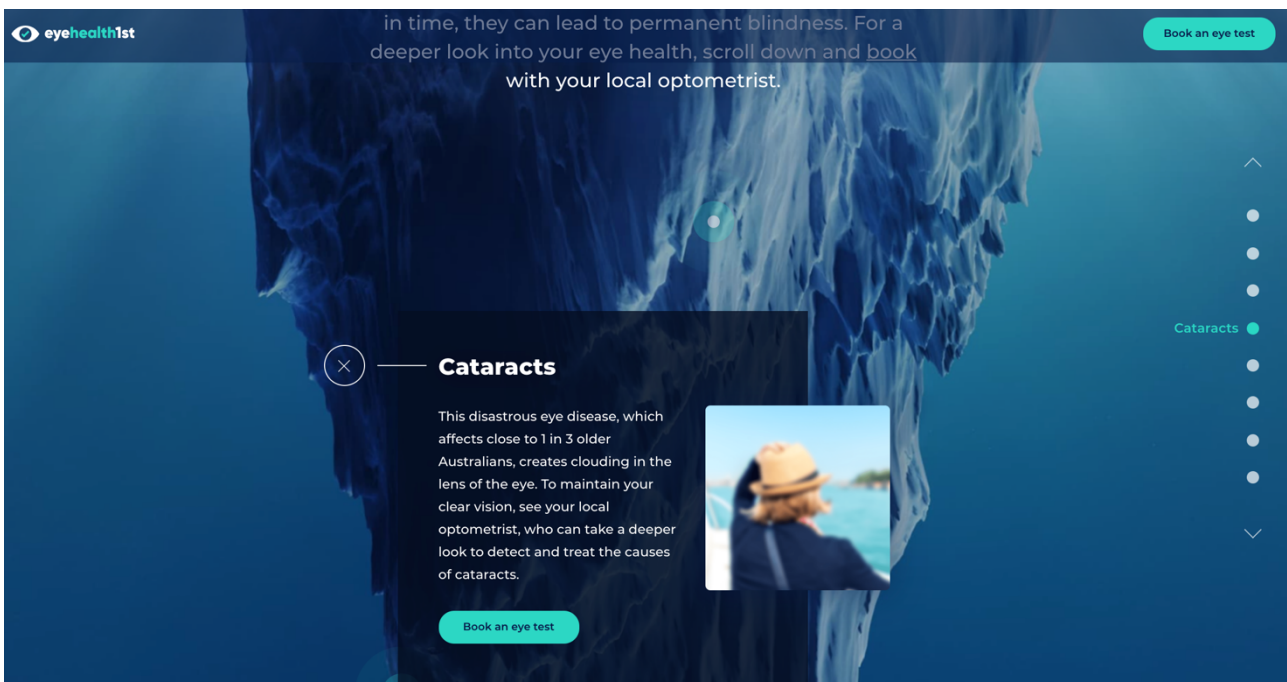 eyehealth1st
Book an eye test
in time, they can lead to permanent blindness. For a
deeper look into your eye health, scroll down and book
with your local optometrist.
Cataracts
Cataracts
This disastrous eye disease, which
affects close to 1 in 3 older
Australians, creates clouding in the
lens of the eye. To maintain your
clear vision, see your local
optometrist, who can take a deeper
look to detect and treat the causes
of cataracts.
Book an eye test